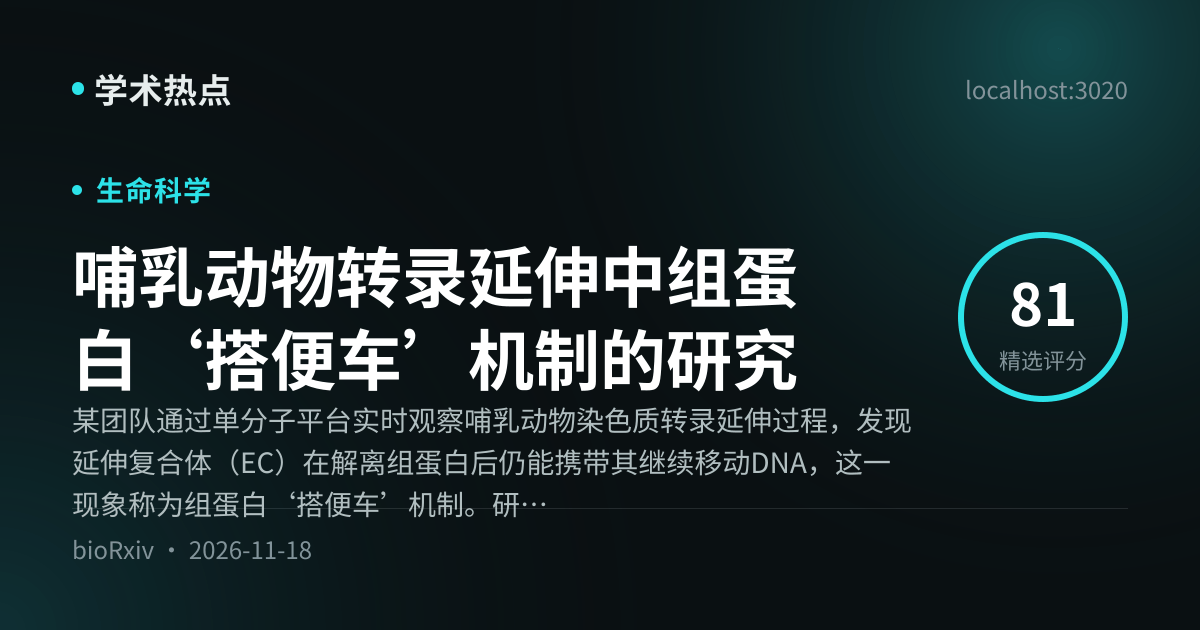 学术热点
localhost:3020
生命科学
哺乳动物转录延伸中组蛋
白‘搭便车’机制的研究
81
精选评分
某团队通过单分子平台实时观察哺乳动物染色质转录延伸过程，发现
延伸复合体（EC）在解离组蛋白后仍能携带其继续移动DNA，这一
现象称为组蛋白‘搭便车’机制。研…
bioRxiv • 2026-11-18